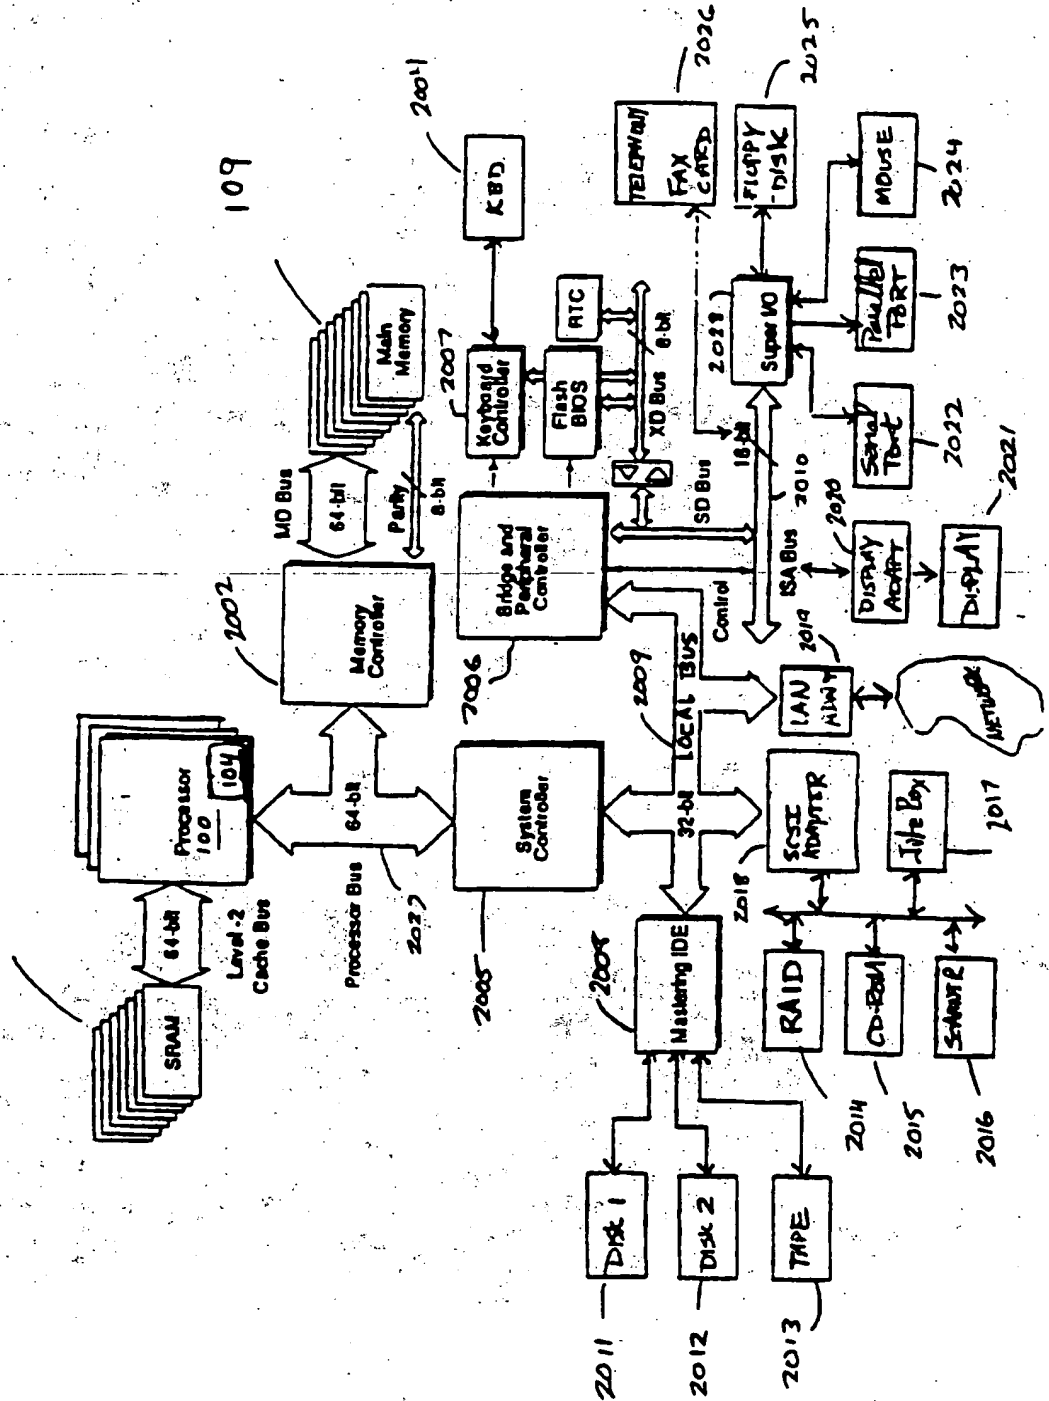 109
SRAM
64-bit
Level-2
Cache Bus
Processor
100
104
Processor Bus
64-bit
2027
2002
Memory
Controller
MD Bus
64-bit
Parity
8-bit
Main
Memory
2005
System
Controller
2006
Bridge and
Peripheral
Controller
2007
Keyboard
Controller
KBD
2004
Flash
BIOS
RTC
XD Bus
8-bit
SD Bus
2008
Mastering IDE
32-bit
LOCAL BUS
2009
Control
ISA Bus
16-bit
2010
2028
Super I/O
TELEPHONY
FAX
CARD
2026
FLOPPY
DISK
2025
DISK 1
2011
DISK 2
2012
TAPE
2013
RAID
2014
CD-ROM
2015
2016
SCSI
ADAPTER
2018
2017
LAN
2019
NETWORK
DISPLAY
ADAPT
2020
DISPLAY
2021
Serial
Port
2022
Parallel
PORT
2023
MOUSE
2024